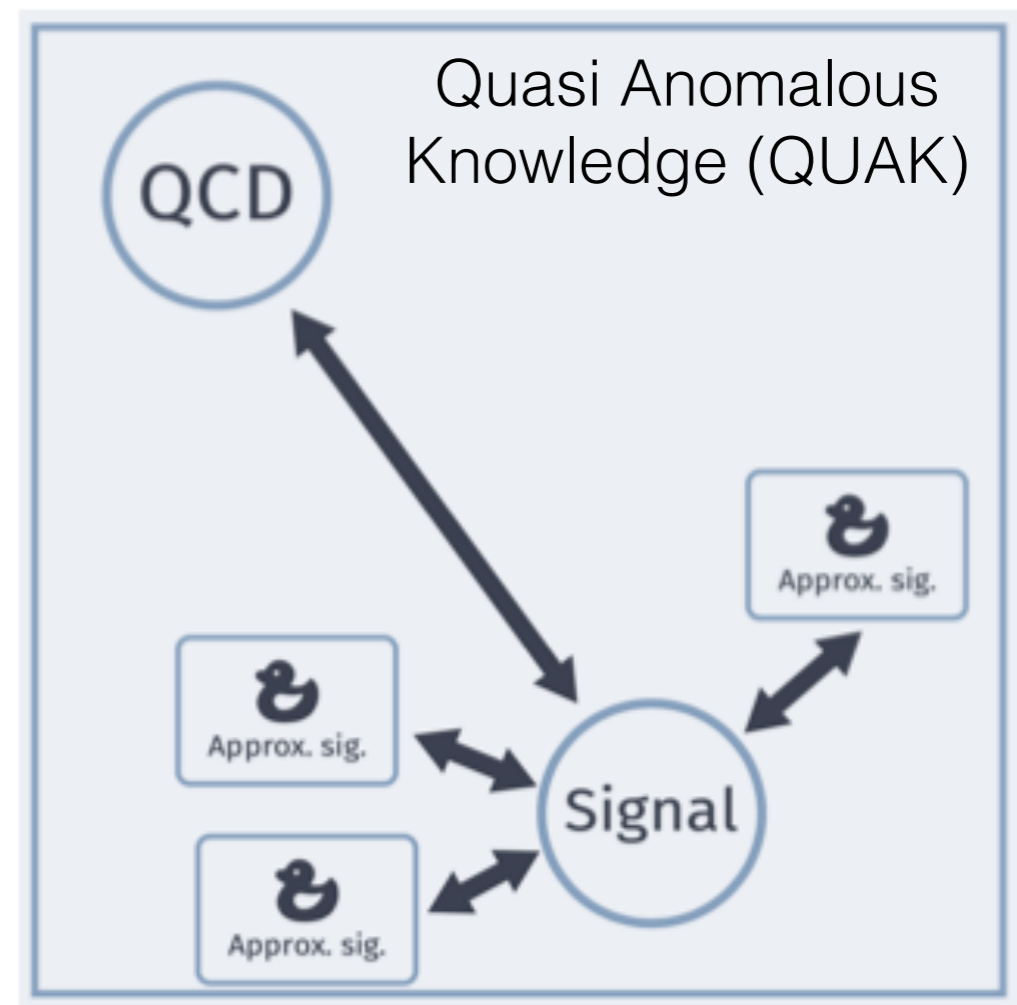 Quasi Anomalous
Knowledge (QUAK)
QCD
Approx. sig.
Approx. sig.
Signal
Approx. sig.